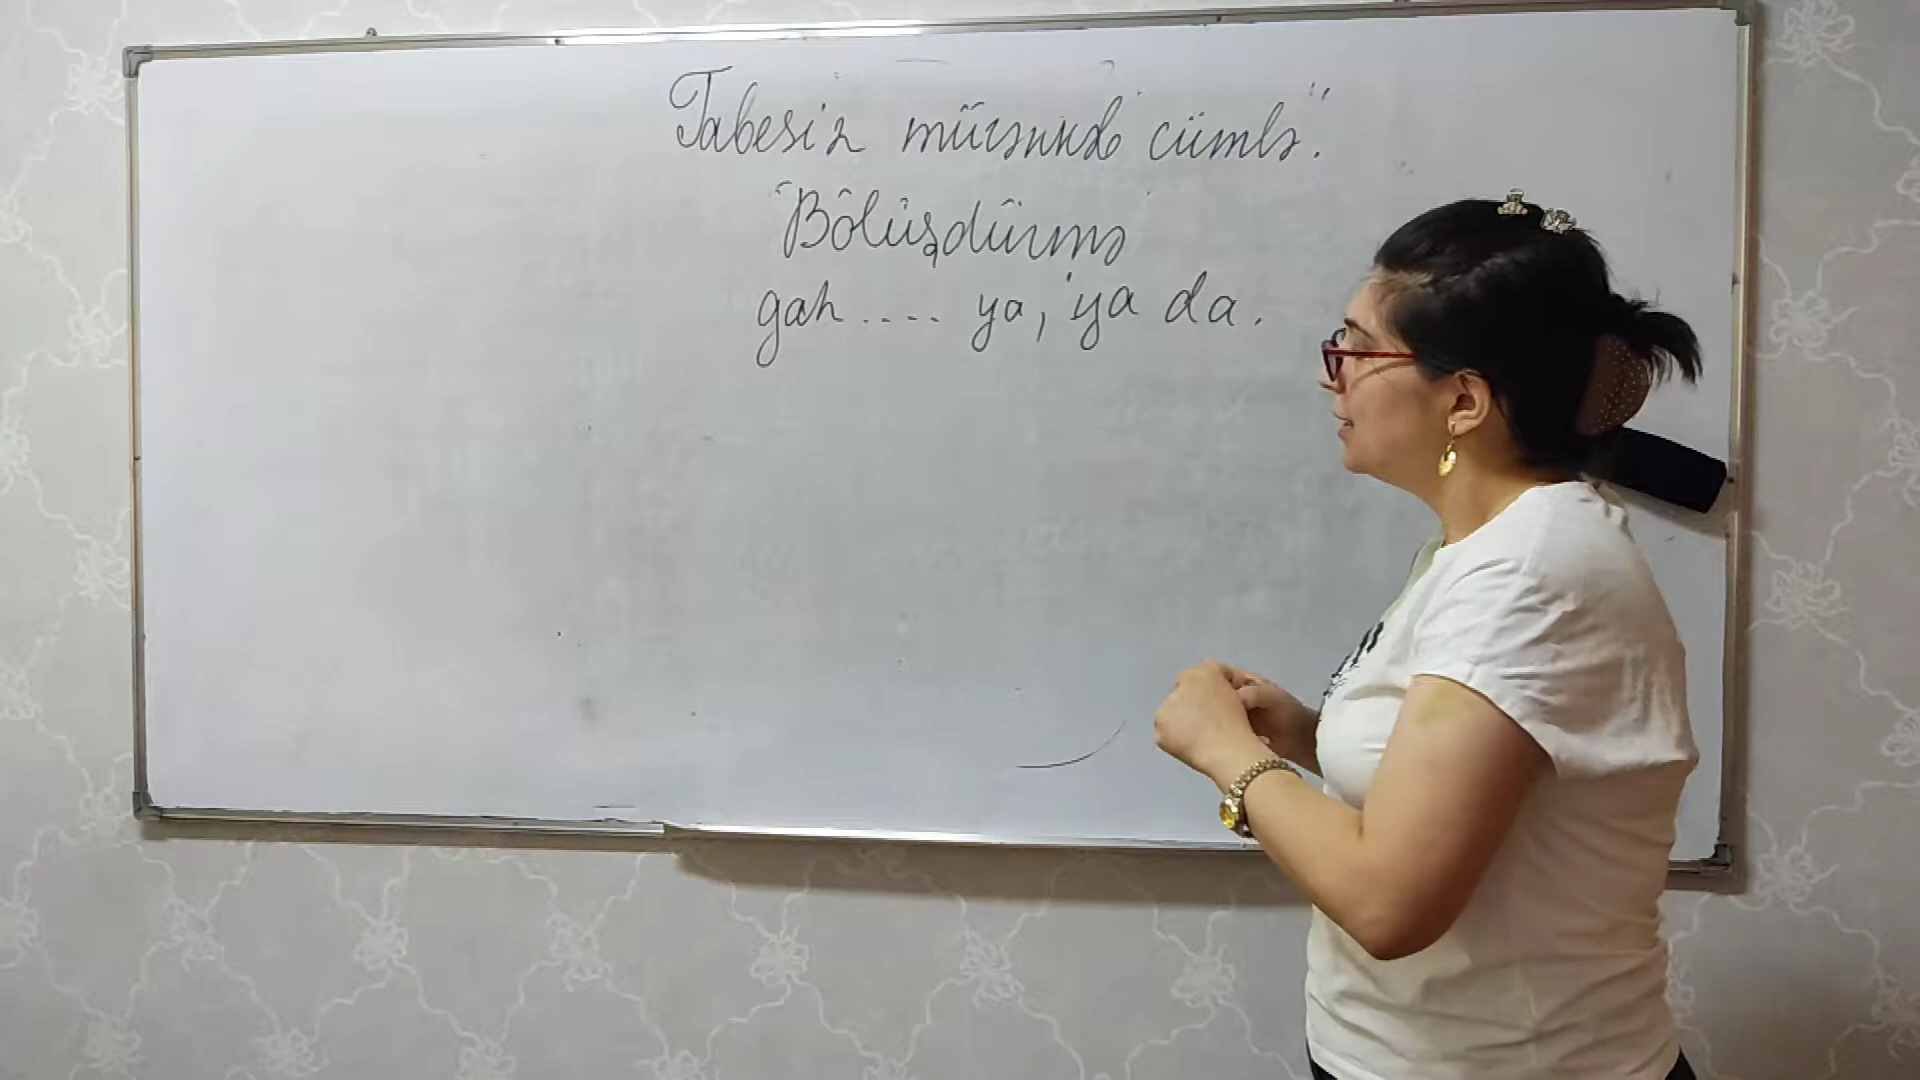 Tabesiz mürəkkəb cümlə."
Bölüşdürmə
gah .... ya, ya da.